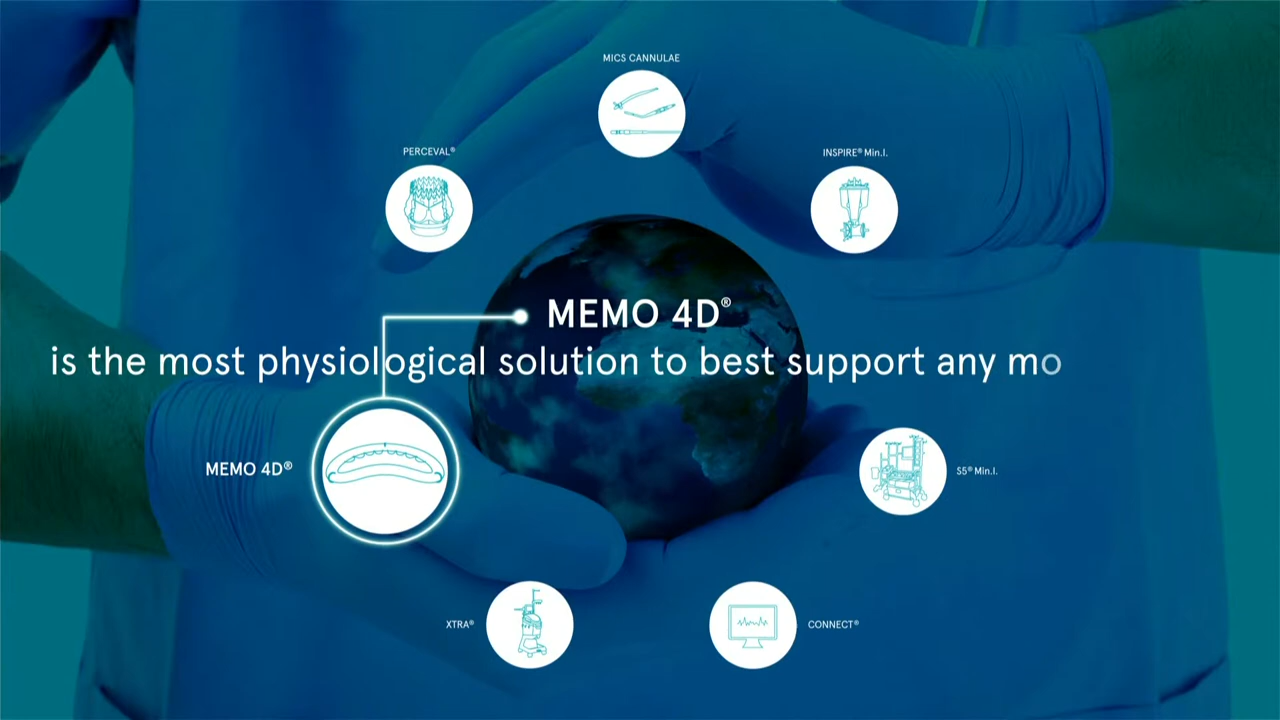 MICS CANNULAE
PERCEVAL®
INSPIRE® Min.I.
MEMO 4D®
is the most physiological solution to best support any mo
MEMO 4D®
S5® Min.I.
XTRA®
CONNECT®